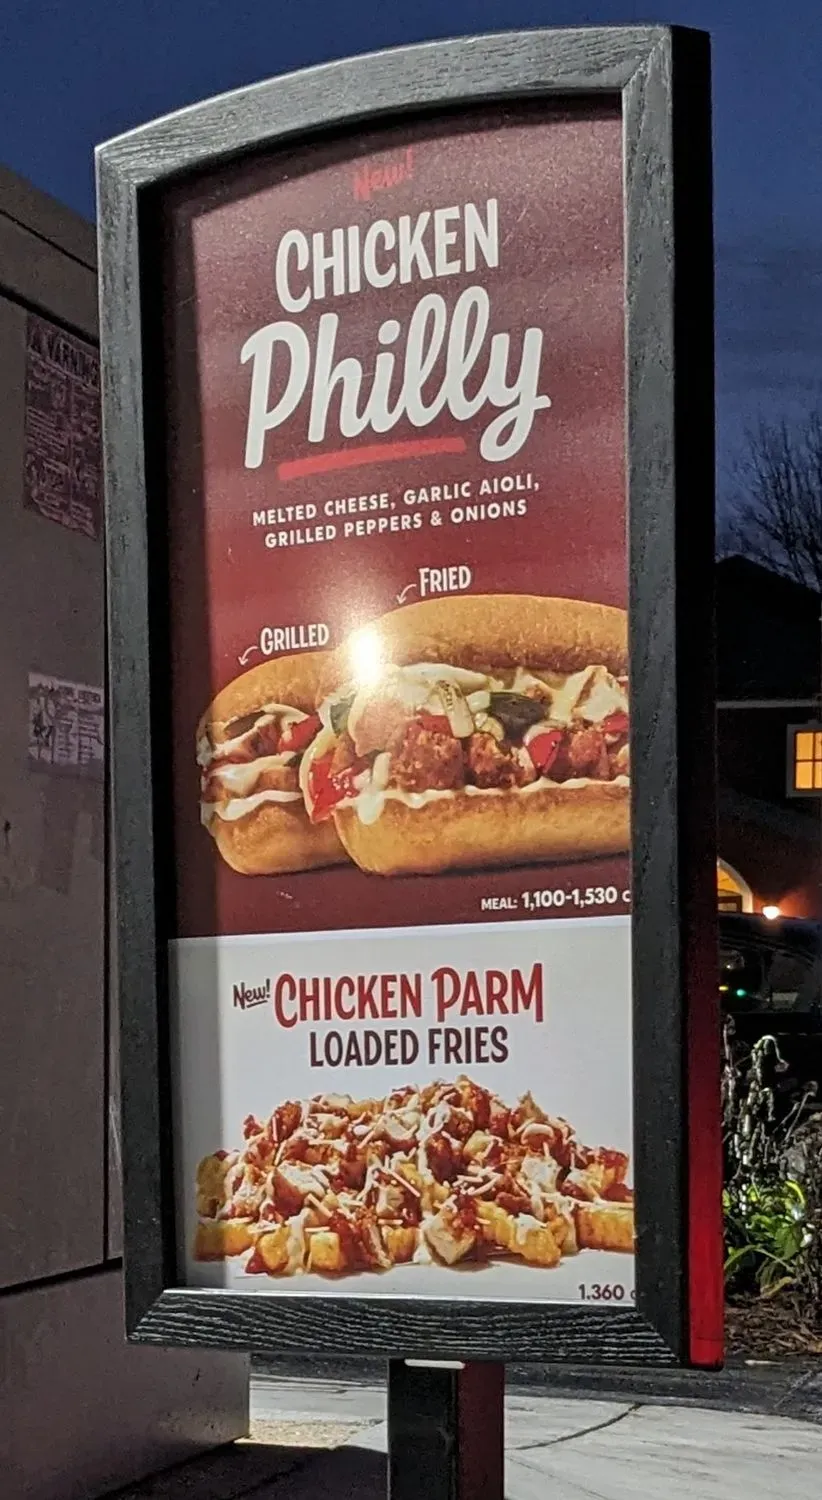 WARNING
New!
CHICKEN
Philly
MELTED CHEESE, GARLIC AIOLI,
GRILLED PEPPERS & ONIONS
FRIED
GRILLED
MEAL: 1,100-1,530 c
New! CHICKEN PARM
LOADED FRIES
1,360 c